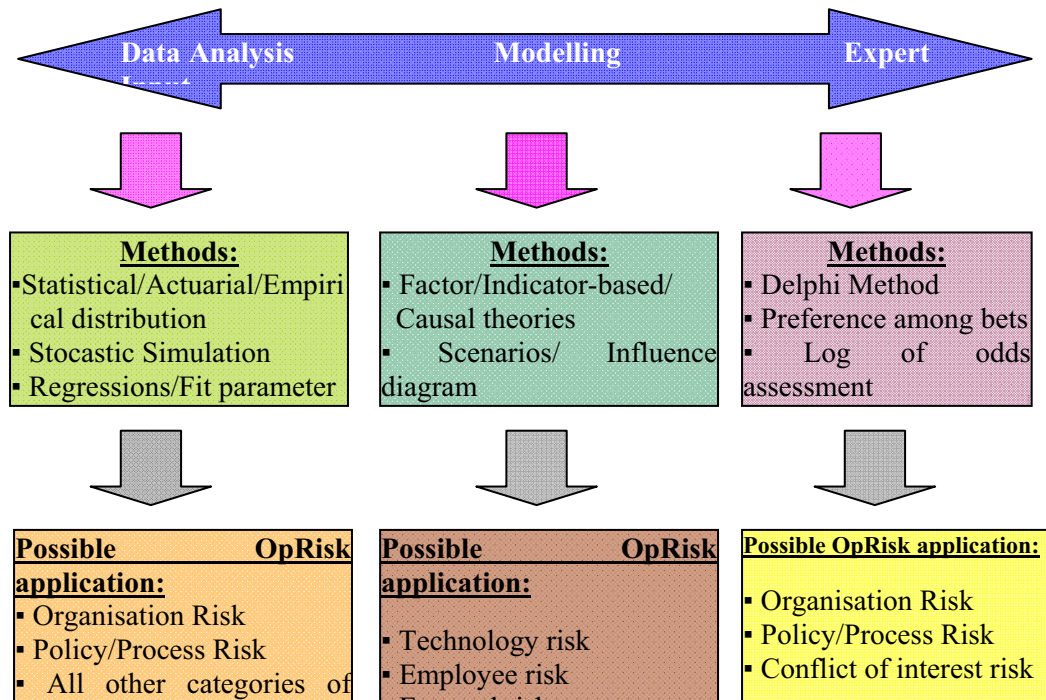 Data Analysis Modelling Expert
Input
Methods:
▪Statistical/Actuarial/Empiri
cal distribution
▪ Stocastic Simulation
▪ Regressions/Fit parameter
Methods:
▪ Factor/Indicator-based/
Causal theories
▪ Scenarios/ Influence
diagram
Methods:
▪ Delphi Method
▪ Preference among bets
▪ Log of odds
assessment
Possible OpRisk
application:
▪ Organisation Risk
▪ Policy/Process Risk
▪ All other categories of
Possible OpRisk
application:
▪ Technology risk
▪ Employee risk
Possible OpRisk application:
▪ Organisation Risk
▪ Policy/Process Risk
▪ Conflict of interest risk